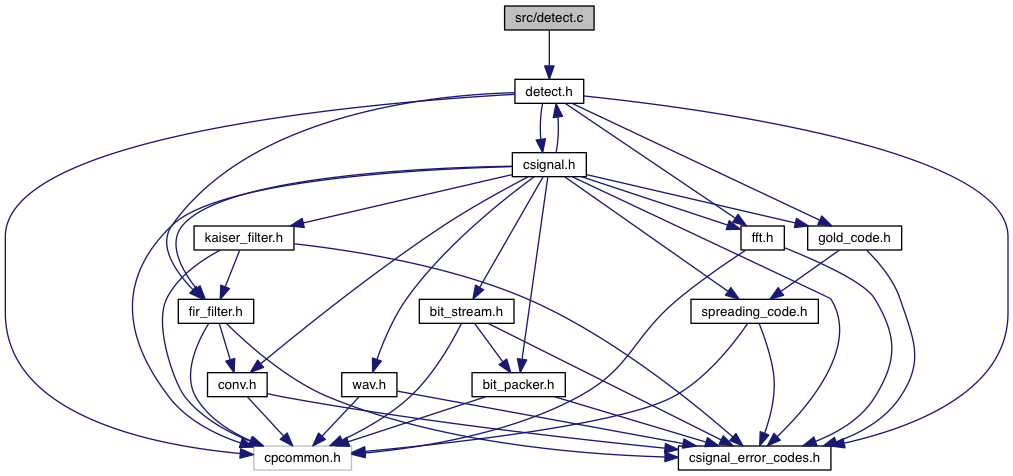 src/detect.c
detect.h
csignal.h
kaiser_filter.h
fft.h
gold_code.h
fir_filter.h
bit_stream.h
spreading_code.h
conv.h
wav.h
bit_packer.h
cpcommon.h
csignal_error_codes.h